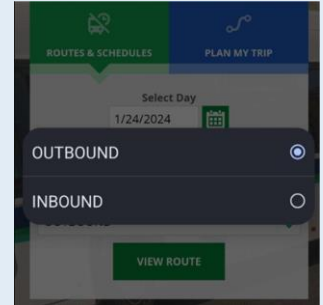 ROUTES & SCHEDULES
PLAN MY TRIP
Select Day
1/24/2024
OUTBOUND
INBOUND
VIEW ROUTE